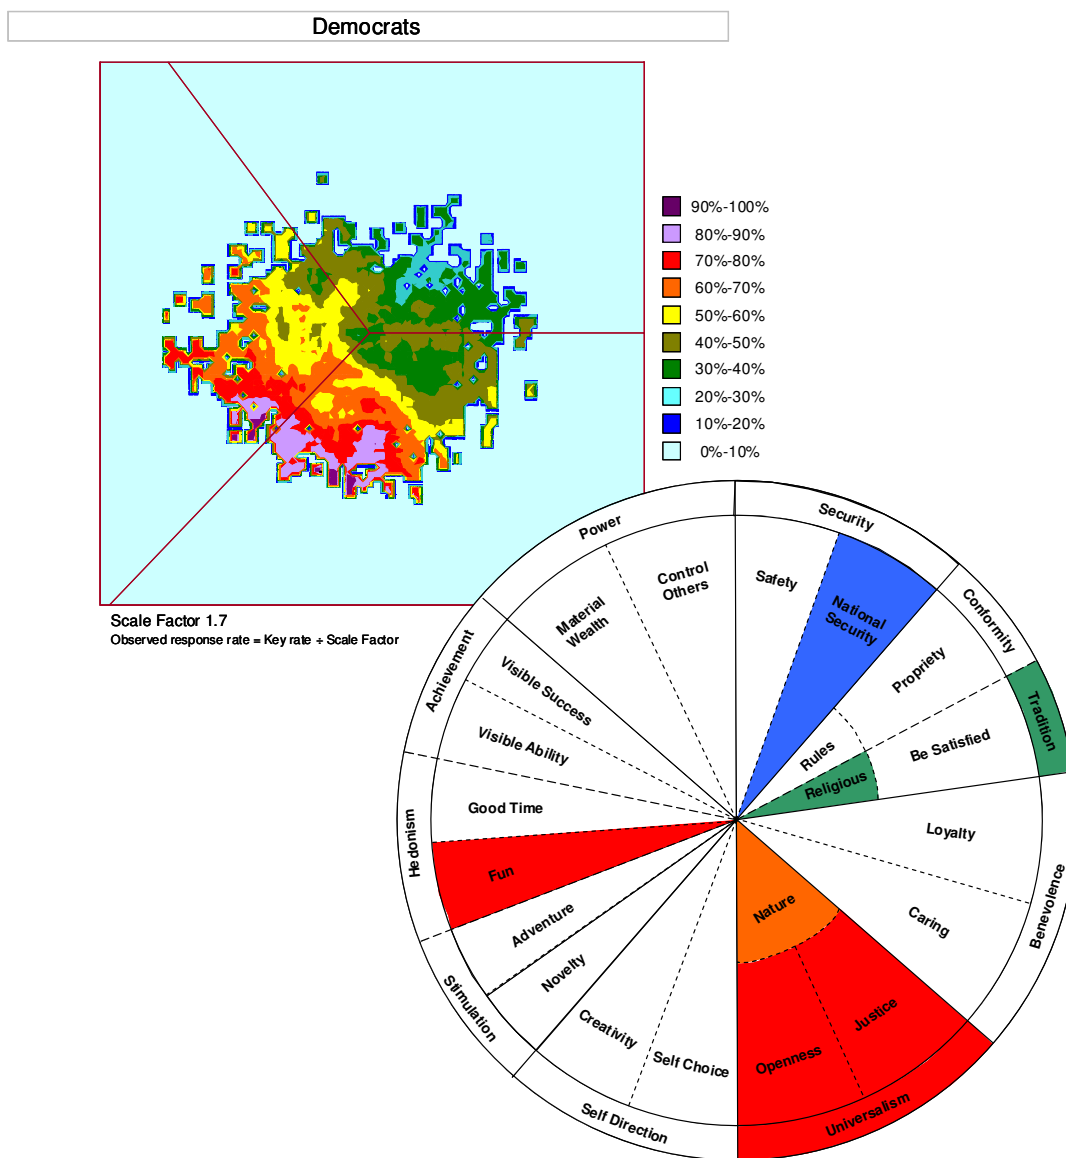 Democrats
90%-100%
80%-90%
70%-80%
60%-70%
50%-60%
40%-50%
30%-40%
20%-30%
10%-20%
0%-10%
Scale Factor 1.7
Observed response rate = Key rate ÷ Scale Factor
Power
Security
Control
Others
Safety
Material
Wealth
National
Security
Conformity
Achievement
Visible Success
Propriety
Tradition
Visible Ability
Rules
Be Satisfied
Religious
Hedonism
Good Time
Loyalty
Fun
Nature
Caring
Benevolence
Adventure
Novelty
Stimulation
Creativity
Self Choice
Openness
Justice
Self Direction
Universalism